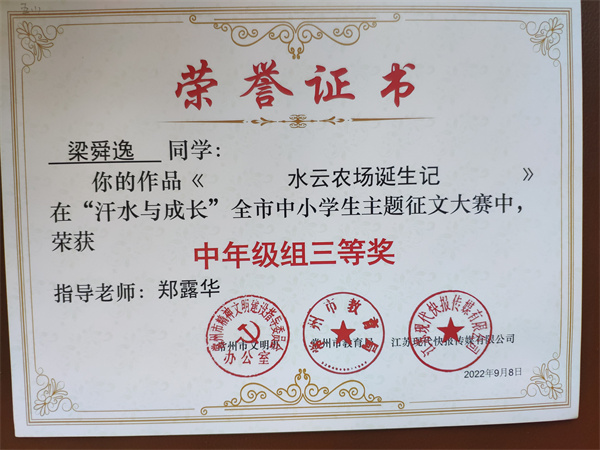 荣誉证书
梁舜逸 同学:
你的作品《 水云农场诞生记 》
在“汗水与成长”全市中小学生主题征文大赛中,
荣获
中年级组三等奖
指导老师: 郑露华
常州市文明办 常州市教育局 江苏现代快报传媒有限公司
办公室
2022年9月8日